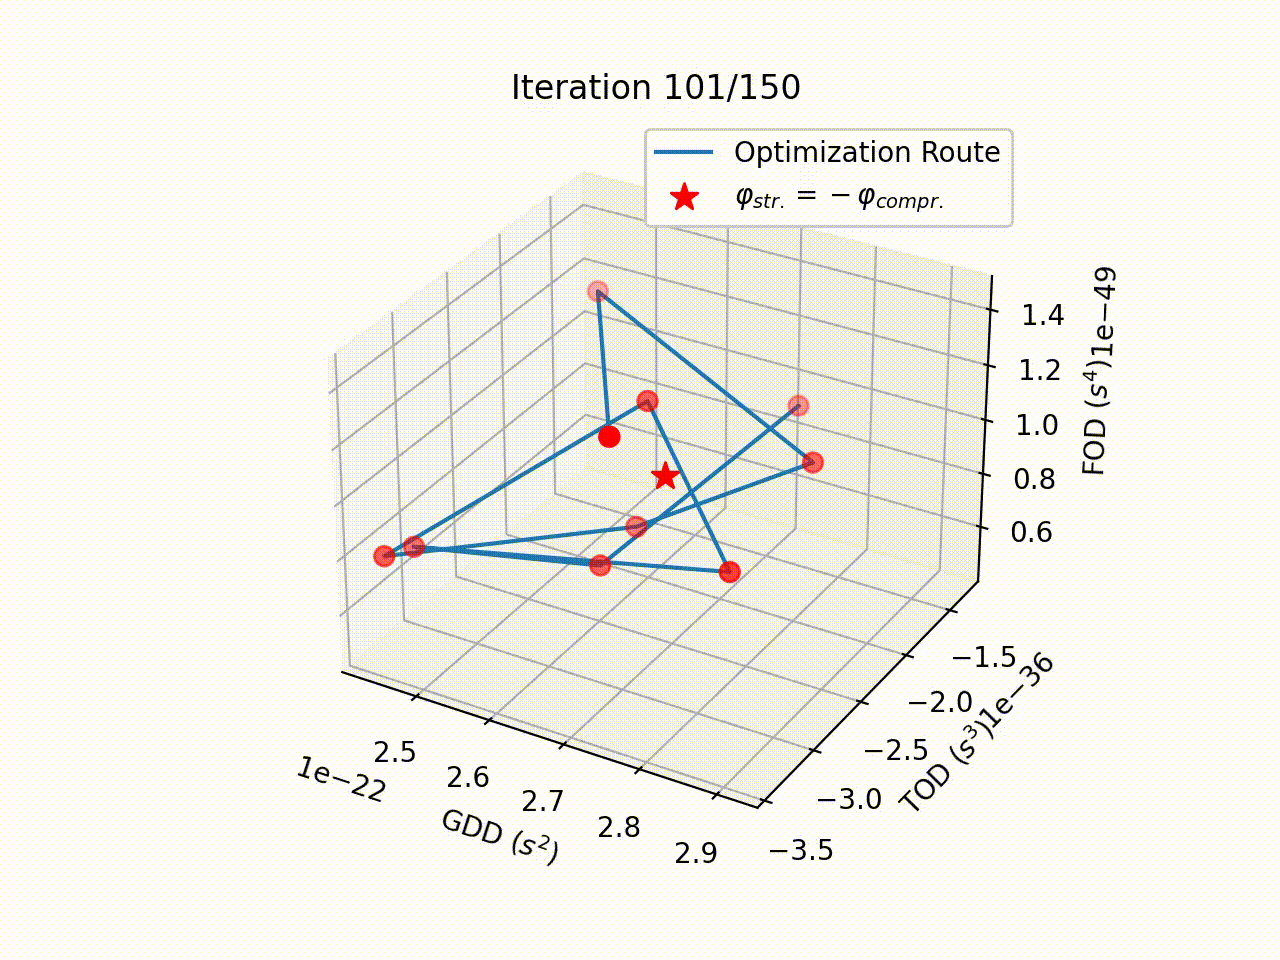 Iteration 101/150
Optimization Route
φstr. = −φcompr.
1.4
1.2
1.0
0.8
0.6
FOD (s⁴)1e−49
−1.5
−2.0
−2.5
−3.0
−3.5
TOD (s³)1e−36
2.5
2.6
2.7
2.8
2.9
1e−22
GDD (s²)